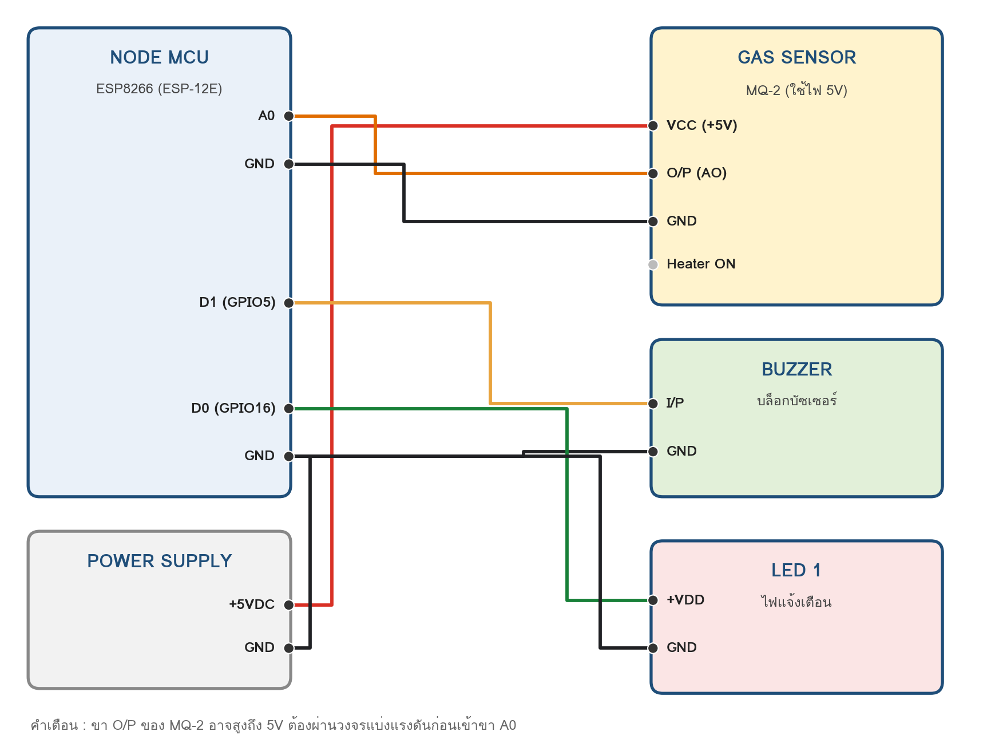 NODE MCU
ESP8266 (ESP-12E)
A0
GND
D1 (GPIO5)
D0 (GPIO16)
GND
POWER SUPPLY
+5VDC
GND
GAS SENSOR
MQ-2 (ใช้ไฟ 5V)
VCC (+5V)
O/P (AO)
GND
Heater ON
BUZZER
บล็อกบัซเซอร์
I/P
GND
LED 1
ไฟแจ้งเตือน
+VDD
GND
คำเตือน : ขา O/P ของ MQ-2 อาจสูงถึง 5V ต้องผ่านวงจรแบ่งแรงดันก่อนเข้าขา A0